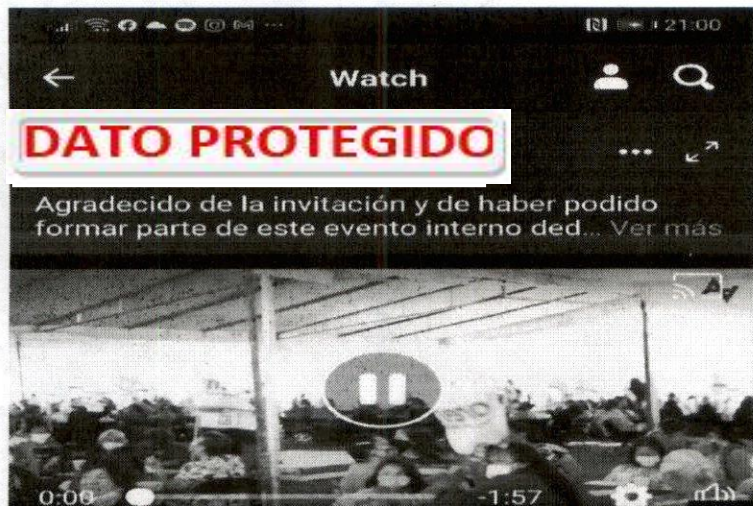 21:00
Watch
DATO PROTEGIDO
Agradecido de la invitación y de haber podido
formar parte de este evento interno ded... Ver más
0:00 -1:57